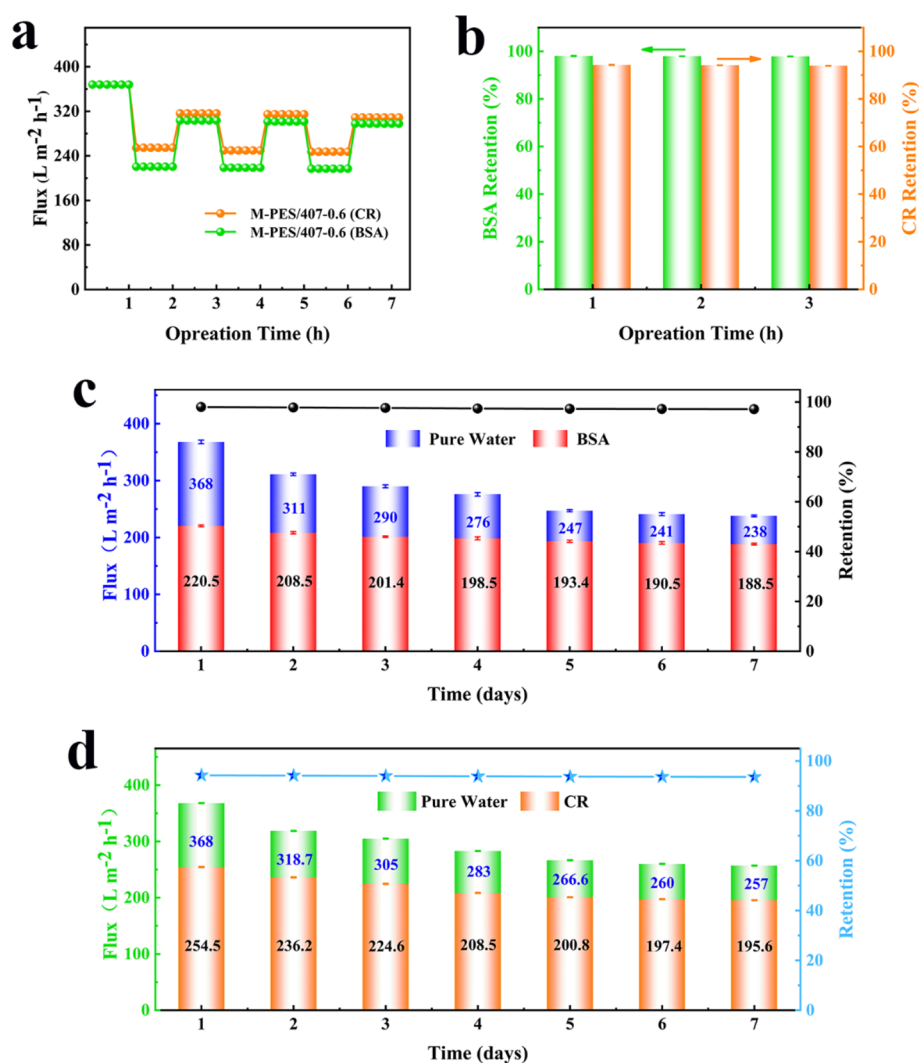 a
Flux (L m-2 h-1)
400
320
240
160
80
0
M-PES/407-0.6 (CR)
M-PES/407-0.6 (BSA)
1 2 3 4 5 6 7
Opreation Time (h)
b
BSA Retention (%)
100
80
60
40
20
0
100
80
60
40
20
0
CR Retention (%)
1 2 3
Opreation Time (h)
c
Flux (L m-2 h-1)
400
300
200
100
0
Pure Water BSA
368 311 290 276 247 241 238
220.5 208.5 201.4 198.5 193.4 190.5 188.5
100
80
60
40
20
0
Retention (%)
1 2 3 4 5 6 7
Time (days)
d
Flux (L m-2 h-1)
400
300
200
100
0
Pure Water CR
368 318.7 305 283 266.6 260 257
254.5 236.2 224.6 208.5 200.8 197.4 195.6
100
80
60
40
20
0
Retention (%)
1 2 3 4 5 6 7
Time (days)